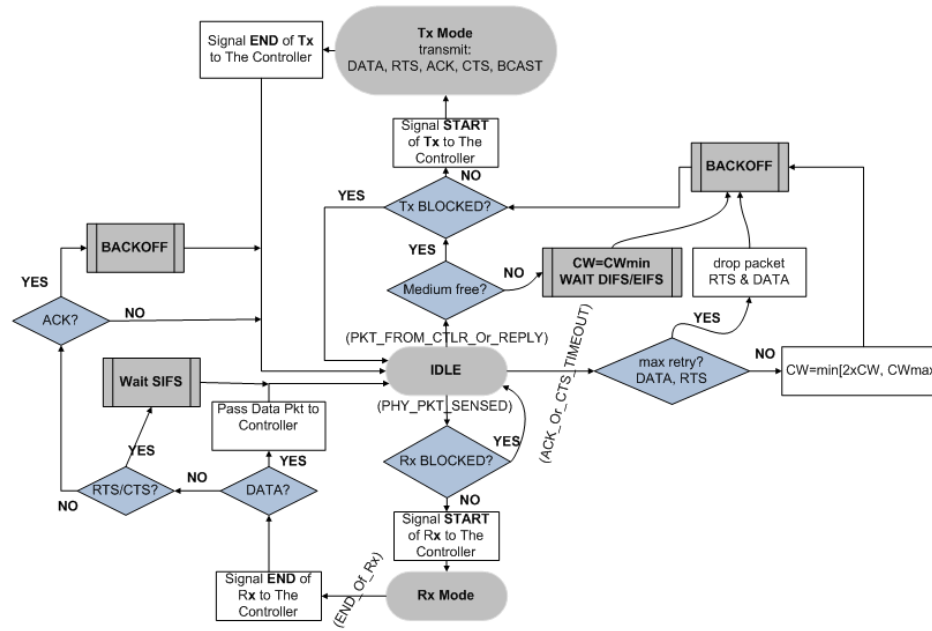 Signal END of Tx
to The Controller
Tx Mode
transmit:
DATA, RTS, ACK, CTS, BCAST
Signal START
of Tx to The
Controller
NO
YES
Tx BLOCKED?
BACKOFF
YES
Medium free?
NO
CW=CWmin
WAIT DIFS/EIFS
drop packet
RTS & DATA
BACKOFF
YES
ACK?
NO
(PKT_FROM_CTLR_Or_REPLY)
IDLE
(PHY_PKT_SENSED)
(ACK_Or_CTS_TIMEOUT)
YES
max retry?
DATA, RTS
NO
CW=min[2xCW, CWmax
Wait SIFS
Pass Data Pkt to
Controller
YES
RTS/CTS?
NO
NO
YES
DATA?
YES
Rx BLOCKED?
NO
Signal START
of Rx to The
Controller
Signal END of
Rx to The
Controller
(END_Of_Rx)
Rx Mode